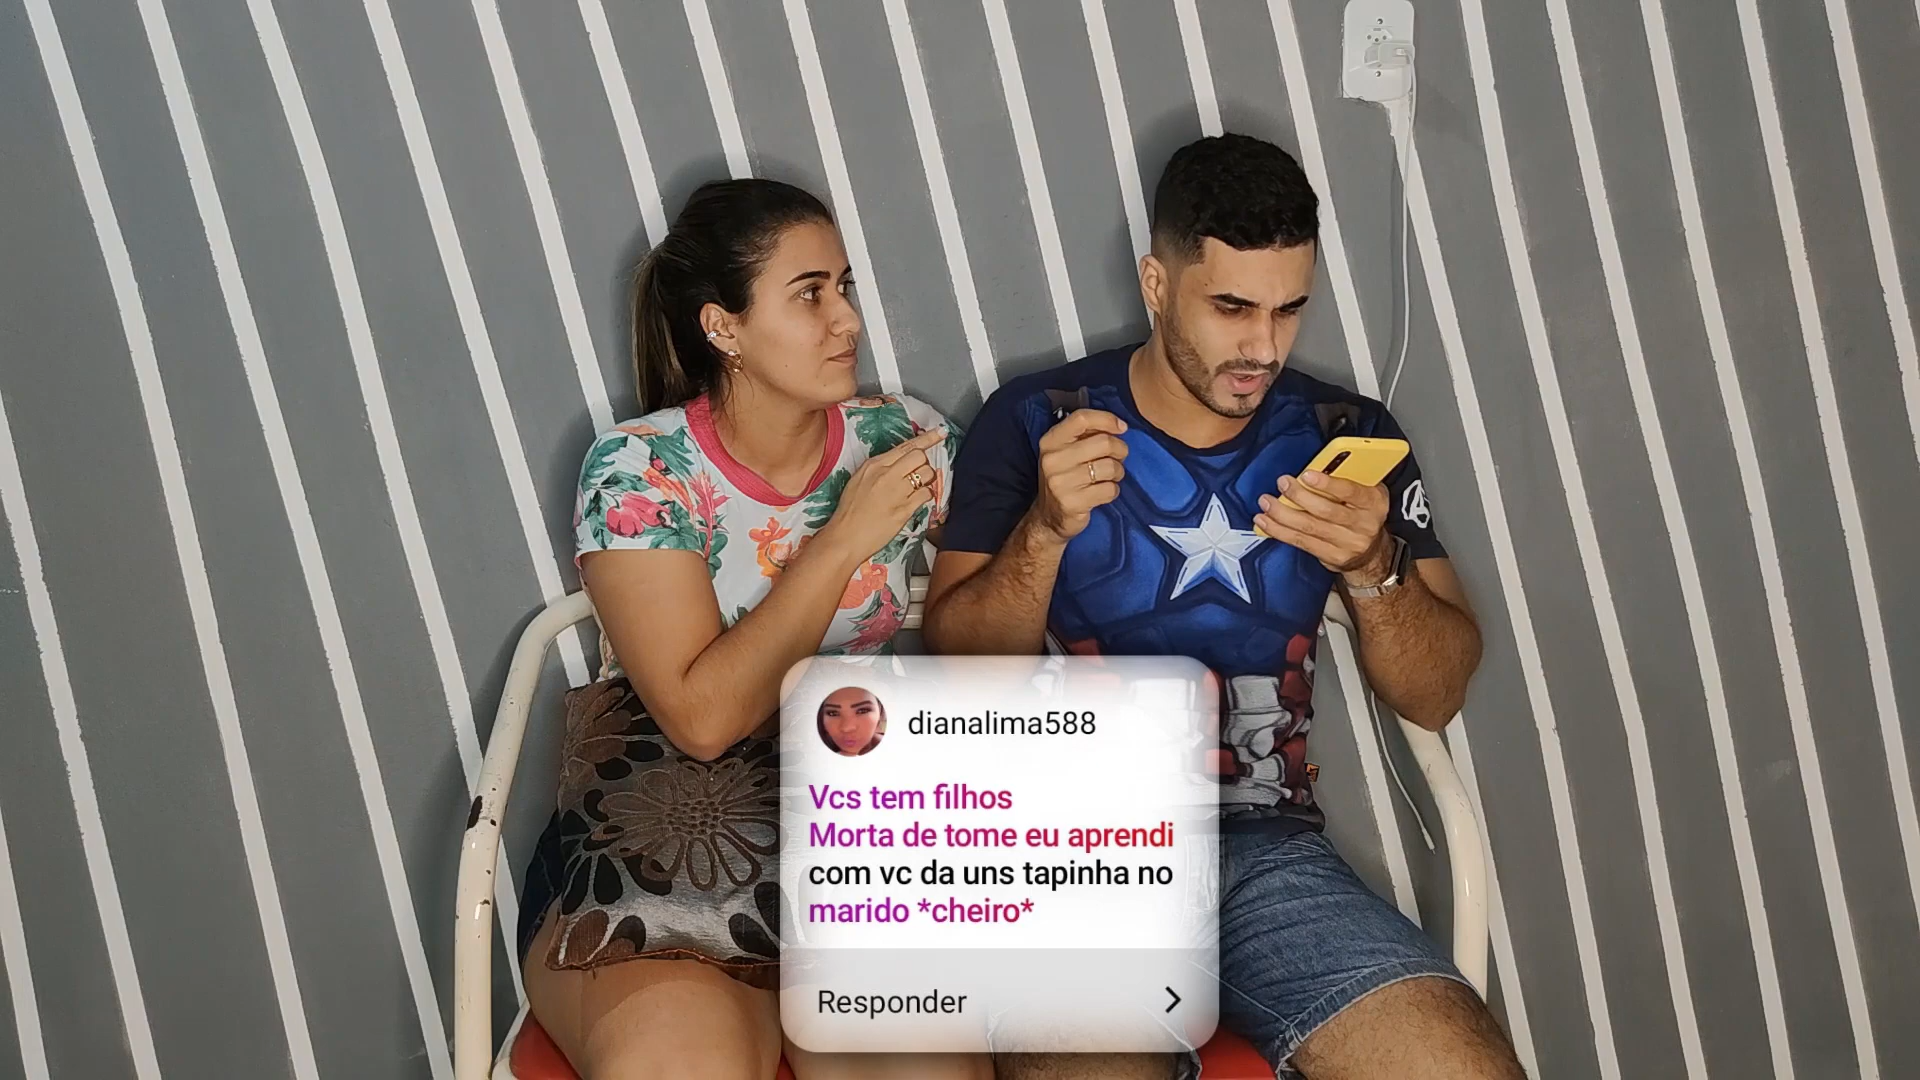 dianalima588
Vcs tem filhos
Morta de tome eu aprendi
com vc da uns tapinha no
marido *cheiro*
Responder